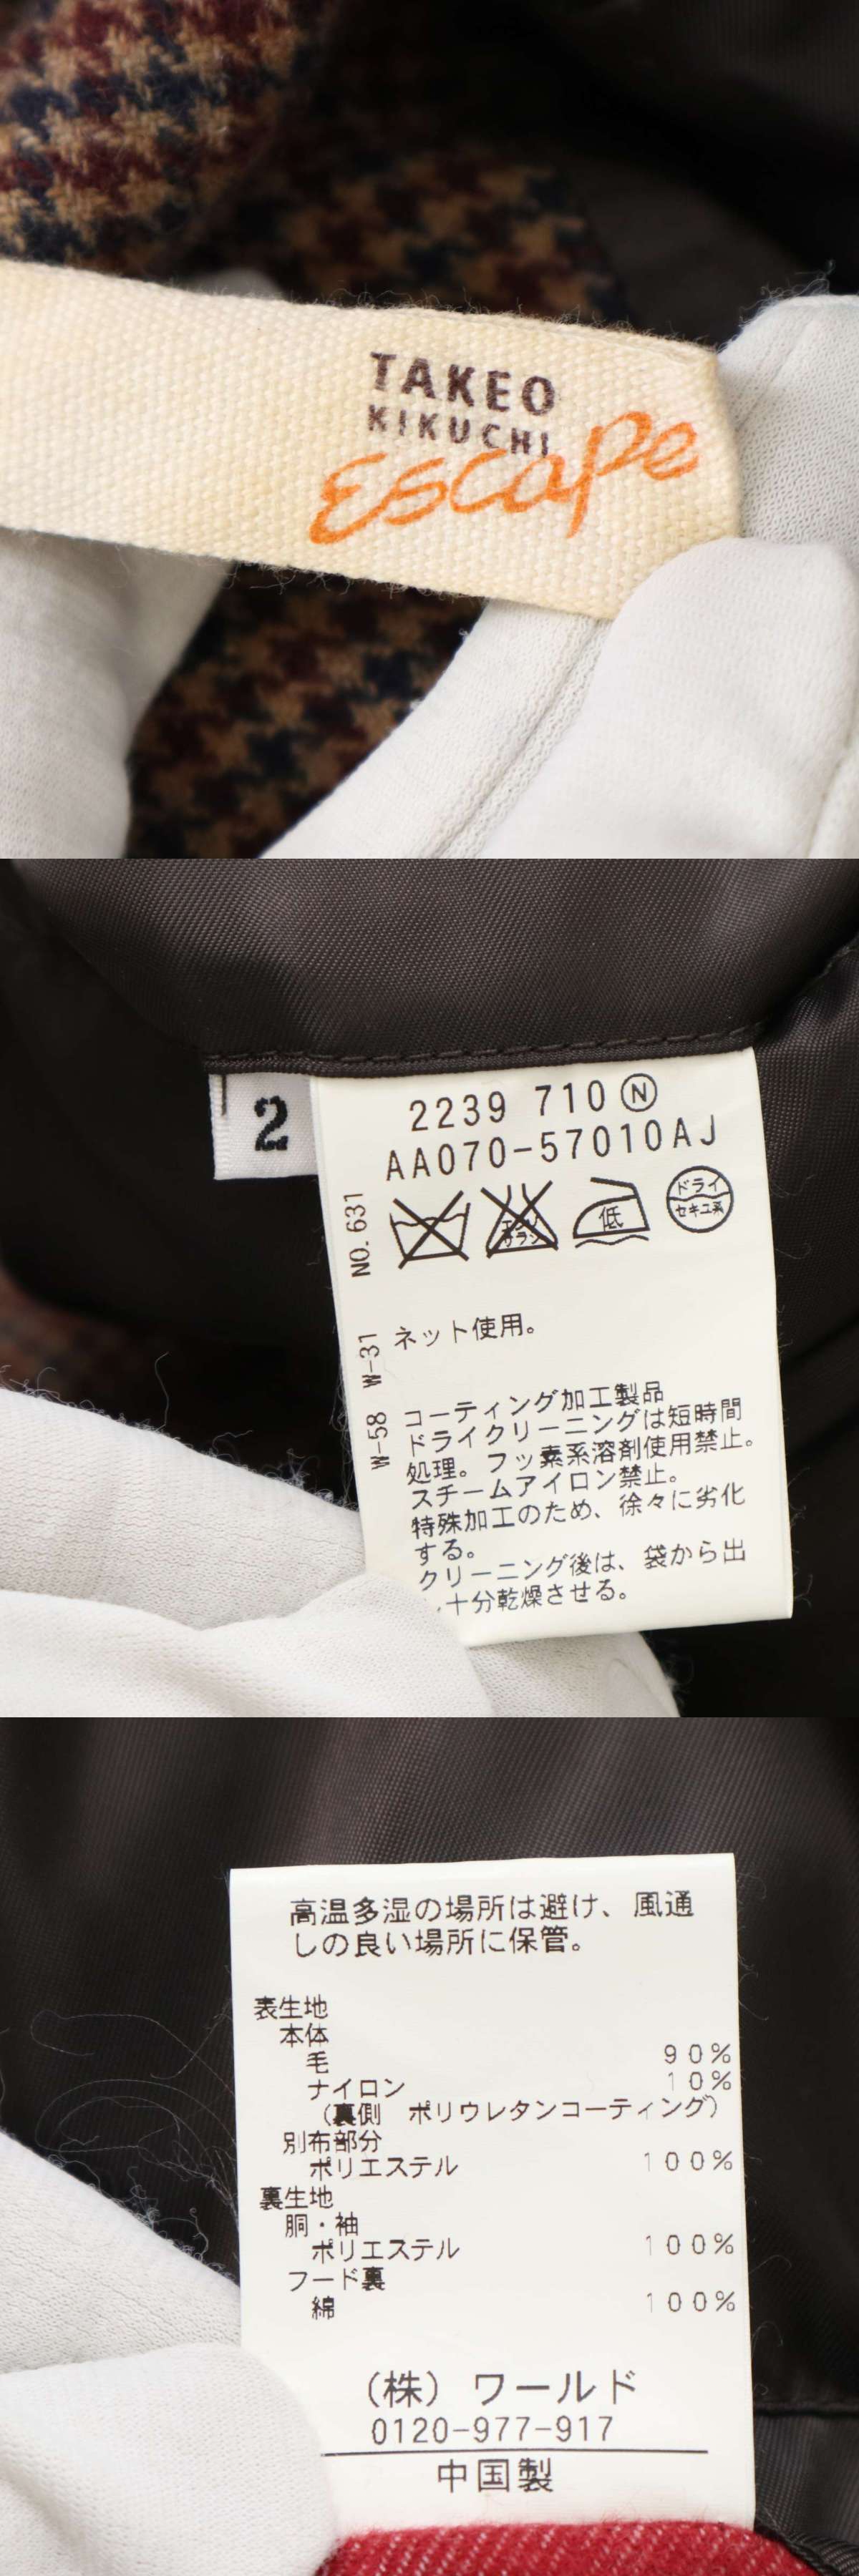 TAKEO
KIKUCHI
Escape
2
2239 710 Ⓝ
AA070-57010AJ
NO. 631
低
ドライ
セキユ系
W-31
ネット使用。
W-58
コーティング加工製品
ドライクリーニングは短時間
処理。フッ素系溶剤使用禁止。
スチームアイロン禁止。
特殊加工のため、徐々に劣化
する。
クリーニング後は、袋から出
、十分乾燥させる。
高温多湿の場所は避け、風通
しの良い場所に保管。
表生地
本体
毛 90%
ナイロン 10%
(裏側 ポリウレタンコーティング)
別布部分
ポリエステル 100%
裏生地
胴・袖
ポリエステル 100%
フード裏
綿 100%
(株) ワールド
0120-977-917
中国製